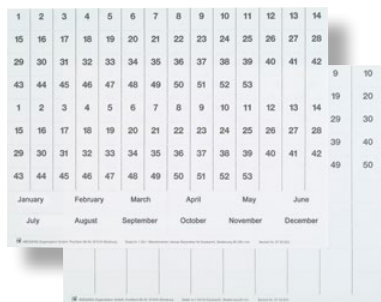 1 2 3 4 5 6 7 8 9 10 11 12 13 14
15 16 17 18 19 20 21 22 23 24 25 26 27 28
29 30 31 32 33 34 35 36 37 38 39 40 41 42
43 44 45 46 47 48 49 50 51 52 53
1 2 3 4 5 6 7 8 9 10 11 12 13 14
15 16 17 18 19 20 21 22 23 24 25 26 27 28
29 30 31 32 33 34 35 36 37 38 39 40 41 42
43 44 45 46 47 48 49 50 51 52 53
January February March April May June
July August September October November December
9 10
19 20
29 30
39 40
49 50